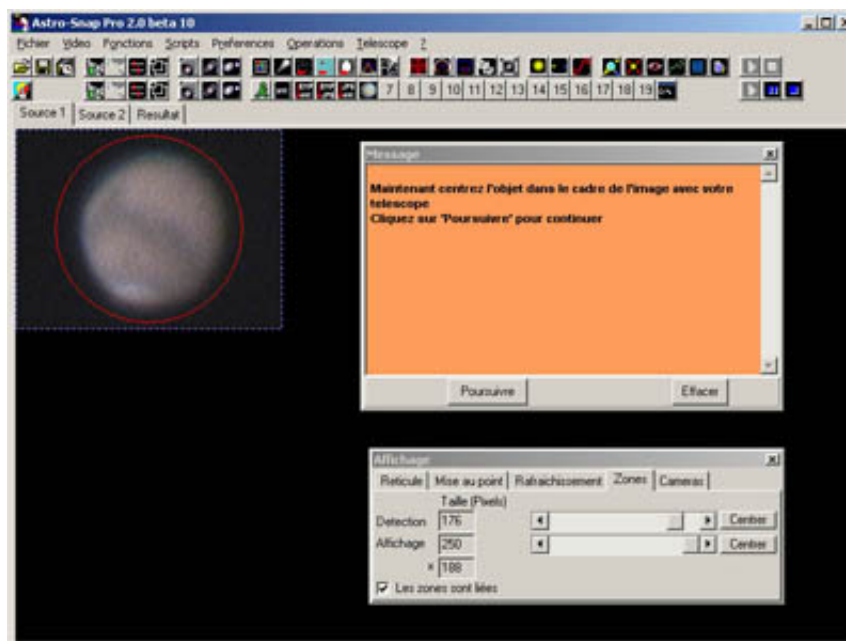 Astro-Snap Pro 2.0 beta 10
Fichier Video Fonctions Scripts Preferences Operations Telescope ?
7 8 9 10 11 12 13 14 15 16 17 18 19
Source 1 Source 2 Resultat
Message
Maintenant centrez l'objet dans le cadre de l'image avec votre
telescope
Cliquez sur 'Poursuivre' pour continuer
Poursuivre Effacer
Affichage
Reticule Mise au point Rafraichissement Zones Cameras
Taille (Pixels)
Detection 176 Centrer
Affichage 250 Centrer
x 188
Les zones sont liées